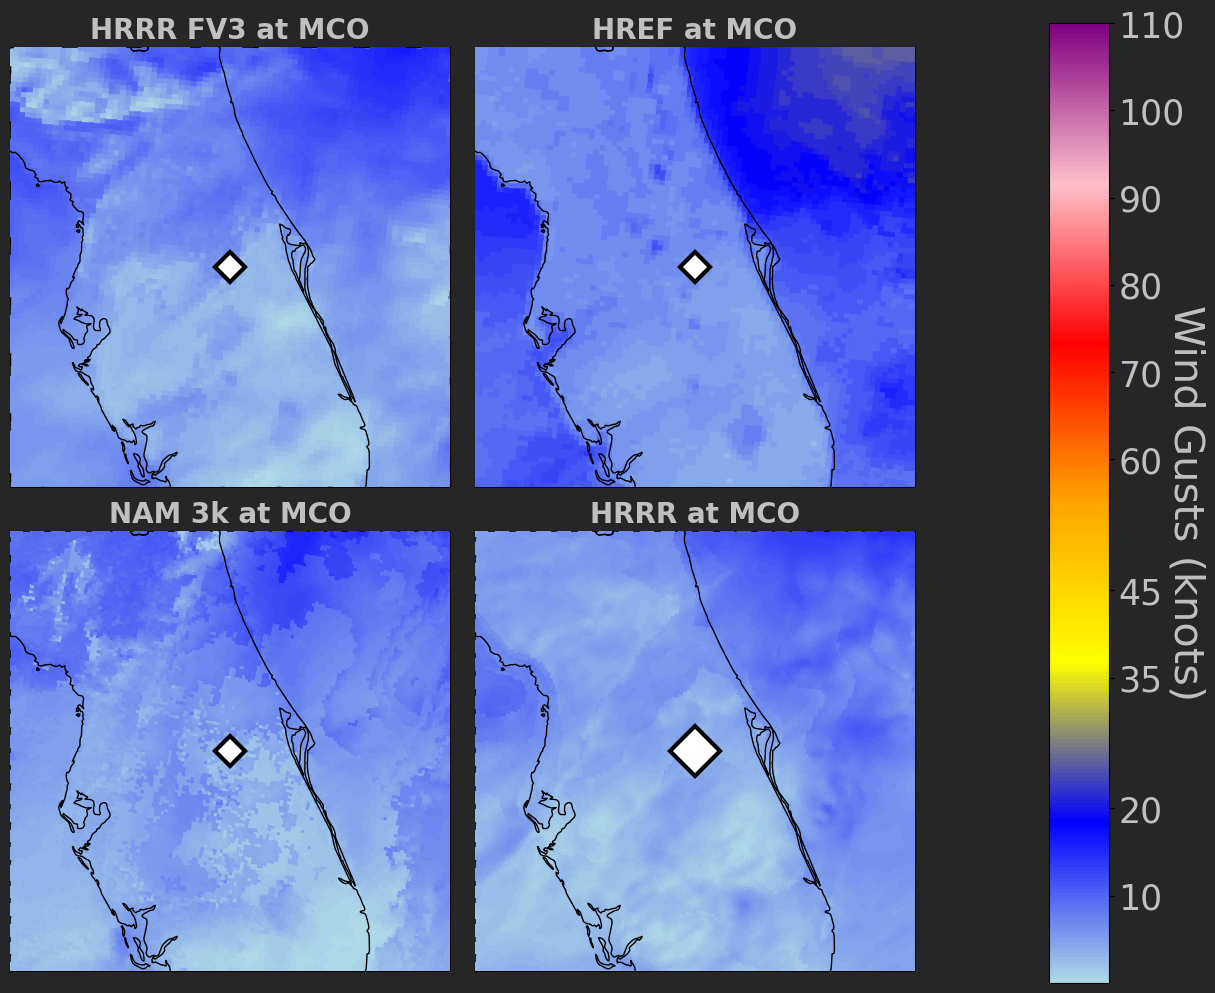 HRRR FV3 at MCO
HREF at MCO
NAM 3k at MCO
HRRR at MCO
110
100
90
80
70
60
45
35
20
10
Wind Gusts (knots)